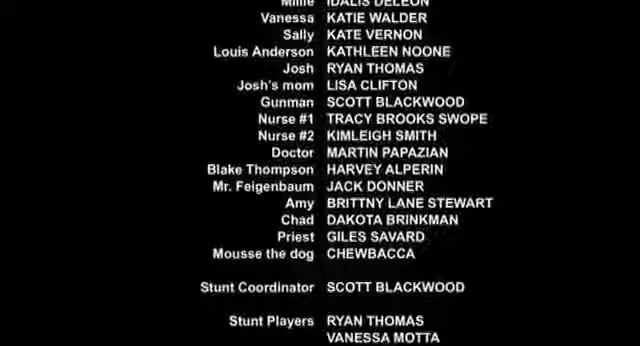 Millie IDALIS DELEON
Vanessa KATIE WALDER
Sally KATE VERNON
Louis Anderson KATHLEEN NOONE
Josh RYAN THOMAS
Josh's mom LISA CLIFTON
Gunman SCOTT BLACKWOOD
Nurse #1 TRACY BROOKS SWOPE
Nurse #2 KIMLEIGH SMITH
Doctor MARTIN PAPAZIAN
Blake Thompson HARVEY ALPERIN
Mr. Feigenbaum JACK DONNER
Amy BRITTNY LANE STEWART
Chad DAKOTA BRINKMAN
Priest GILES SAVARD
Mousse the dog CHEWBACCA
Stunt Coordinator SCOTT BLACKWOOD
Stunt Players RYAN THOMAS
VANESSA MOTTA